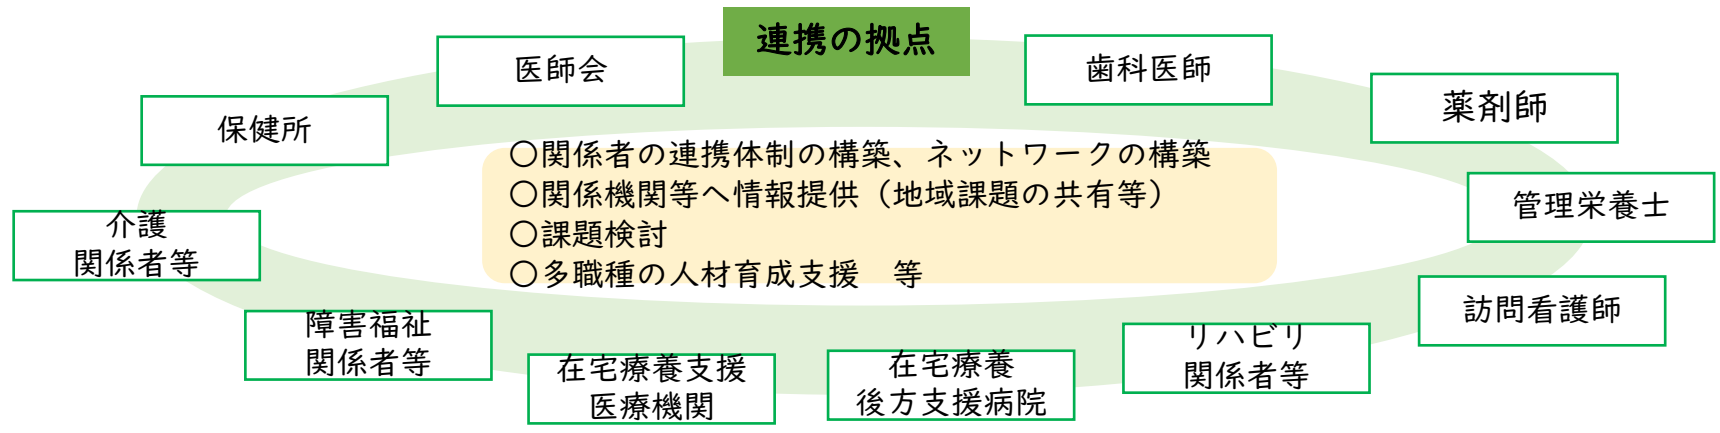 連携の拠点
医師会
歯科医師
薬剤師
保健所
〇関係者の連携体制の構築、ネットワークの構築
〇関係機関等へ情報提供（地域課題の共有等）
〇課題検討
〇多職種の人材育成支援　等
管理栄養士
介護
関係者等
訪問看護師
障害福祉
関係者等
リハビリ
関係者等
在宅療養支援
医療機関
在宅療養
後方支援病院